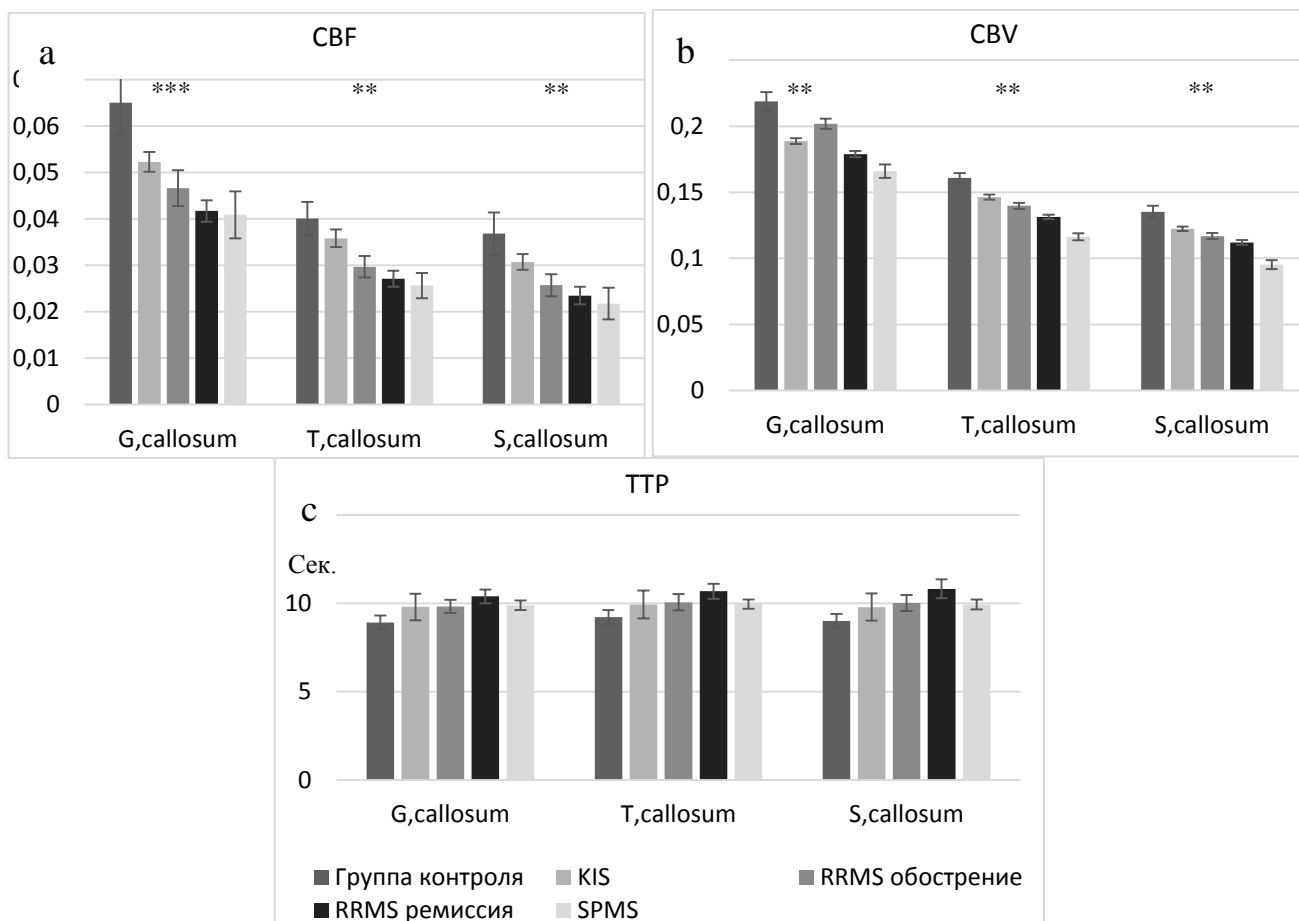 CBF
a
***
**
**
0,06
0,05
0,04
0,03
0,02
0,01
0
G,callosum
T,callosum
S,callosum
CBV
b
**
**
**
0,2
0,15
0,1
0,05
0
G,callosum
T,callosum
S,callosum
TTP
c
Сек.
10
5
0
G,callosum
T,callosum
S,callosum
Группа контроля
KIS
RRMS обострение
RRMS ремиссия
SPMS